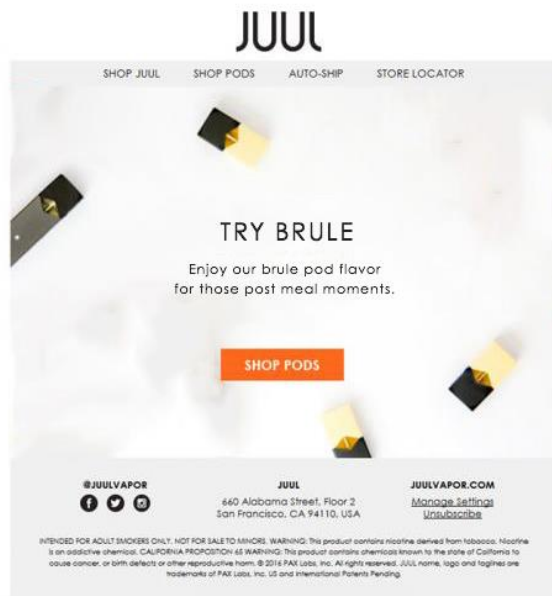 JUUL
SHOP JUUL SHOP PODS AUTO-SHIP STORE LOCATOR
TRY BRULE
Enjoy our brule pod flavor
for those post meal moments.
SHOP PODS
@JUULVAPOR
JUUL
660 Alabama Street, Floor 2
San Francisco, CA 94110, USA
JUULVAPOR.COM
Manage Settings
Unsubscribe
INTENDED FOR ADULT SMOKERS ONLY. NOT FOR SALE TO MINORS. WARNING: This product contains nicotine derived from tobacco. Nicotine
is an addictive chemical. CALIFORNIA PROPOSITION 65 WARNING: This product contains chemicals known to the state of California to
cause cancer, or birth defects or other reproductive harm. © 2016 PAX Labs, Inc. All rights reserved. JUUL name, logo and taglines are
trademarks of PAX Labs, Inc. US and International Patents Pending.